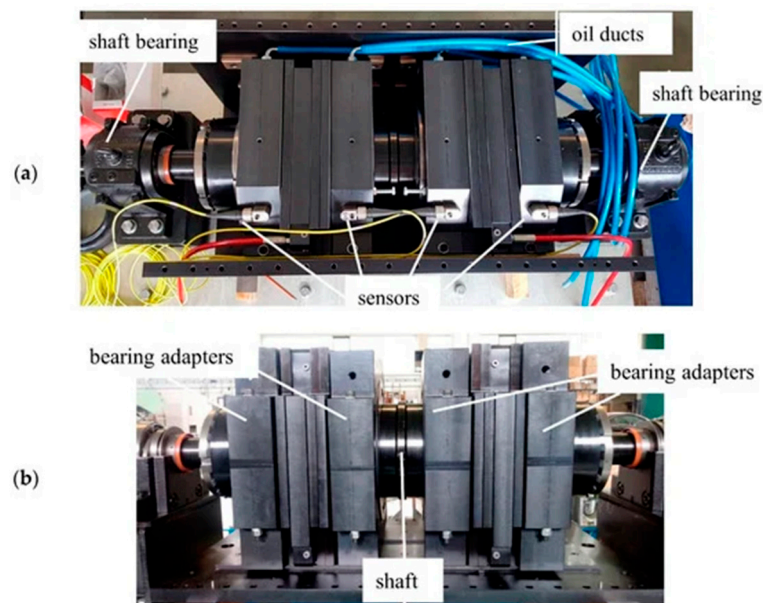 shaft bearing
oil ducts
shaft bearing
(a)
sensors
bearing adapters
bearing adapters
(b)
shaft